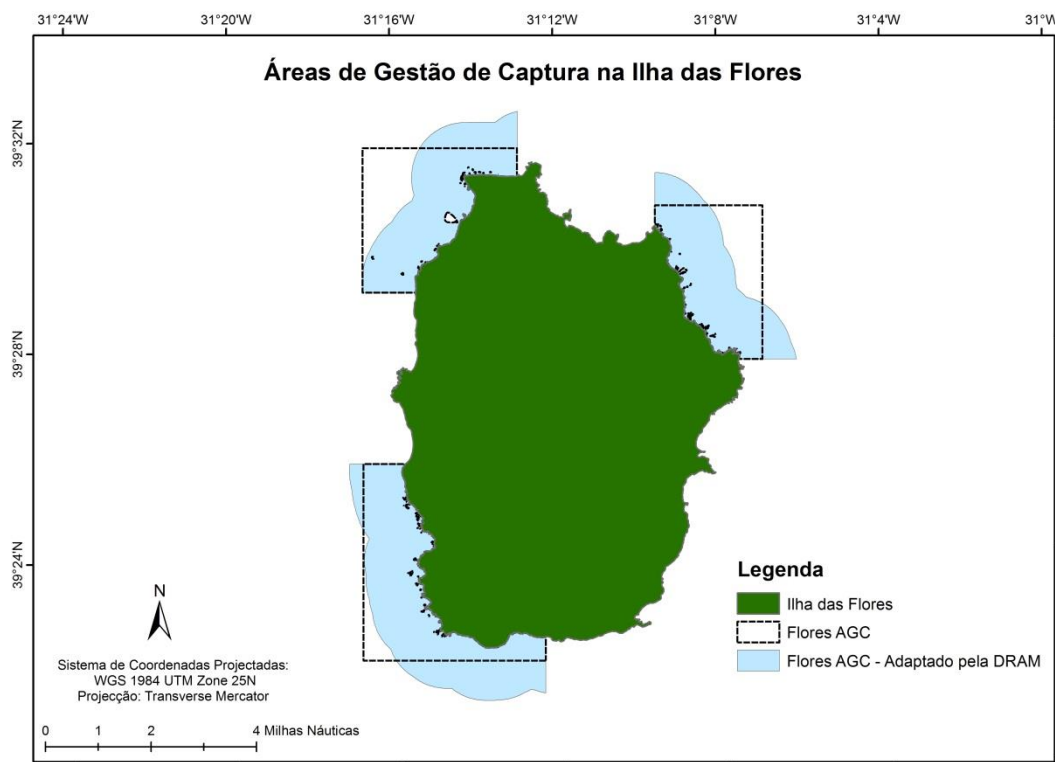 31°24'W 31°20'W 31°16'W 31°12'W 31°8'W 31°4'W 31°W
Áreas de Gestão de Captura na Ilha das Flores
39°32'N
39°28'N
39°24'N
N
Sistema de Coordenadas Projectadas:
WGS 1984 UTM Zone 25N
Projecção: Transverse Mercator
0 1 2 4 Milhas Náuticas
Legenda
Ilha das Flores
Flores AGC
Flores AGC - Adaptado pela DRAM